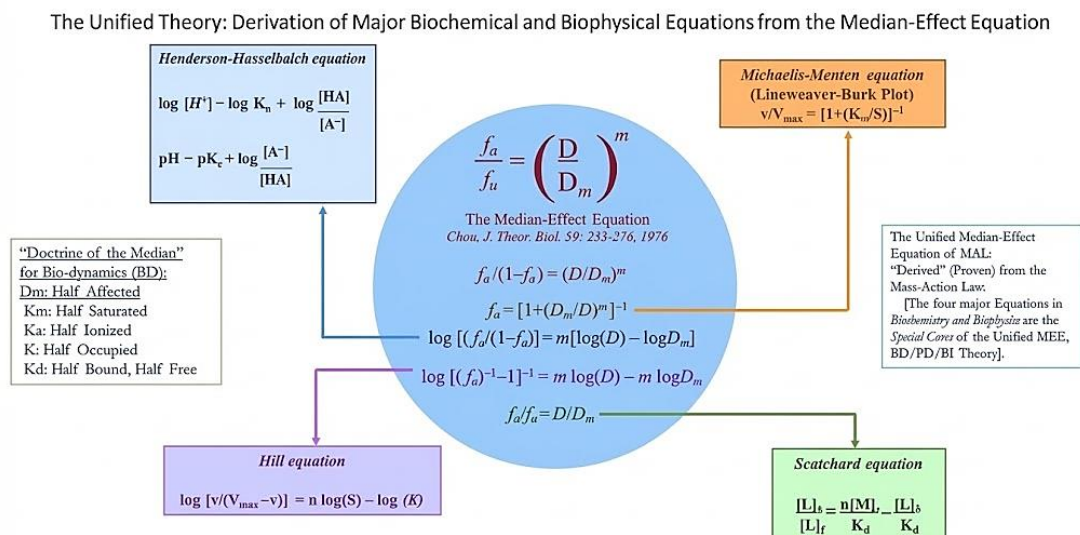 The Unified Theory: Derivation of Major Biochemical and Biophysical Equations from the Median-Effect Equation
Henderson-Hasselbalch equation
log [H⁺] – log Kₙ + log [HA]
[A⁻]
pH – pK꜀ + log [A⁻]
[HA]
Michaelis-Menten equation
(Lineweaver-Burk Plot)
v/Vmax = [1+(Km/S)]⁻¹
fa/fu = (D/Dm)^m
The Median-Effect Equation
Chou, J. Theor. Biol. 59: 233-276, 1976
fa/(1–fa) = (D/Dm)^m
fa = [1+(Dm/D)^m]⁻¹
log [(fa/(1–fa)] = m[log(D) – logDm]
log [(fa)⁻¹–1]⁻¹ = m log(D) – m logDm
fa/fu = D/Dm
“Doctrine of the Median”
for Bio-dynamics (BD):
Dm: Half Affected
Km: Half Saturated
Ka: Half Ionized
K: Half Occupied
Kd: Half Bound, Half Free
The Unified Median-Effect
Equation of MAL:
“Derived” (Proven) from the
Mass-Action Law.
[The four major Equations in
Biochemistry and Biophysis are the
Special Cores of the Unified MEE,
BD/PD/BI Theory].
Hill equation
log [v/(Vmax –v)] = n log(S) – log (K)
Scatchard equation
[L]b = n[M]t – [L]b
[L]f Kd Kd